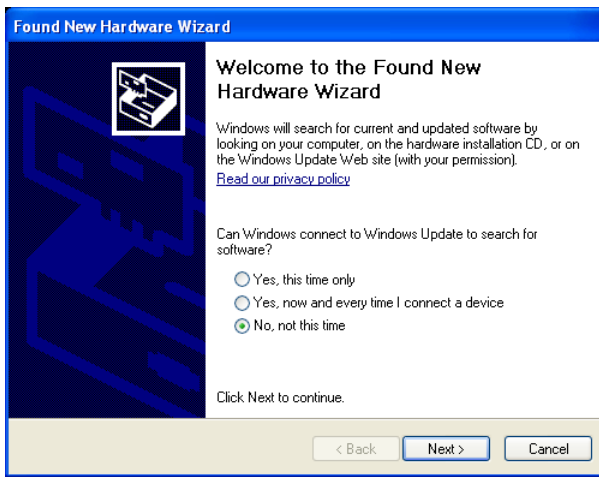 Found New Hardware Wizard
Welcome to the Found New
Hardware Wizard
Windows will search for current and updated software by
looking on your computer, on the hardware installation CD, or on
the Windows Update Web site (with your permission).
Read our privacy policy
Can Windows connect to Windows Update to search for
software?
Yes, this time only
Yes, now and every time I connect a device
No, not this time
Click Next to continue.
< Back Next > Cancel